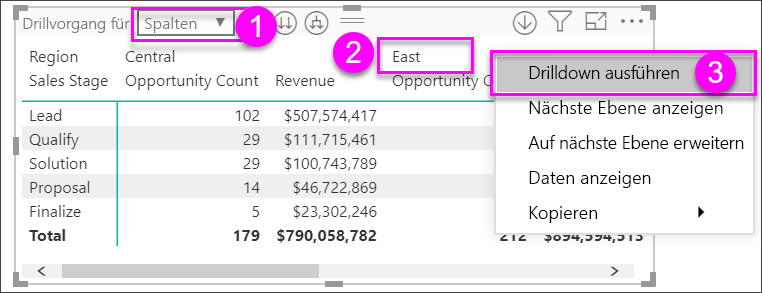 Drillvorgang für Spalten 1
2
Region Central East
Sales Stage Opportunity Count Revenue Opportunity
Drilldown ausführen 3
Nächste Ebene anzeigen
Auf nächste Ebene erweitern
Daten anzeigen
Kopieren
Lead 102 $507,574,417
Qualify 29 $111,715,461
Solution 29 $100,743,789
Proposal 14 $46,722,869
Finalize 5 $23,302,246
Total 179 $790,058,782 212 $894,594,513